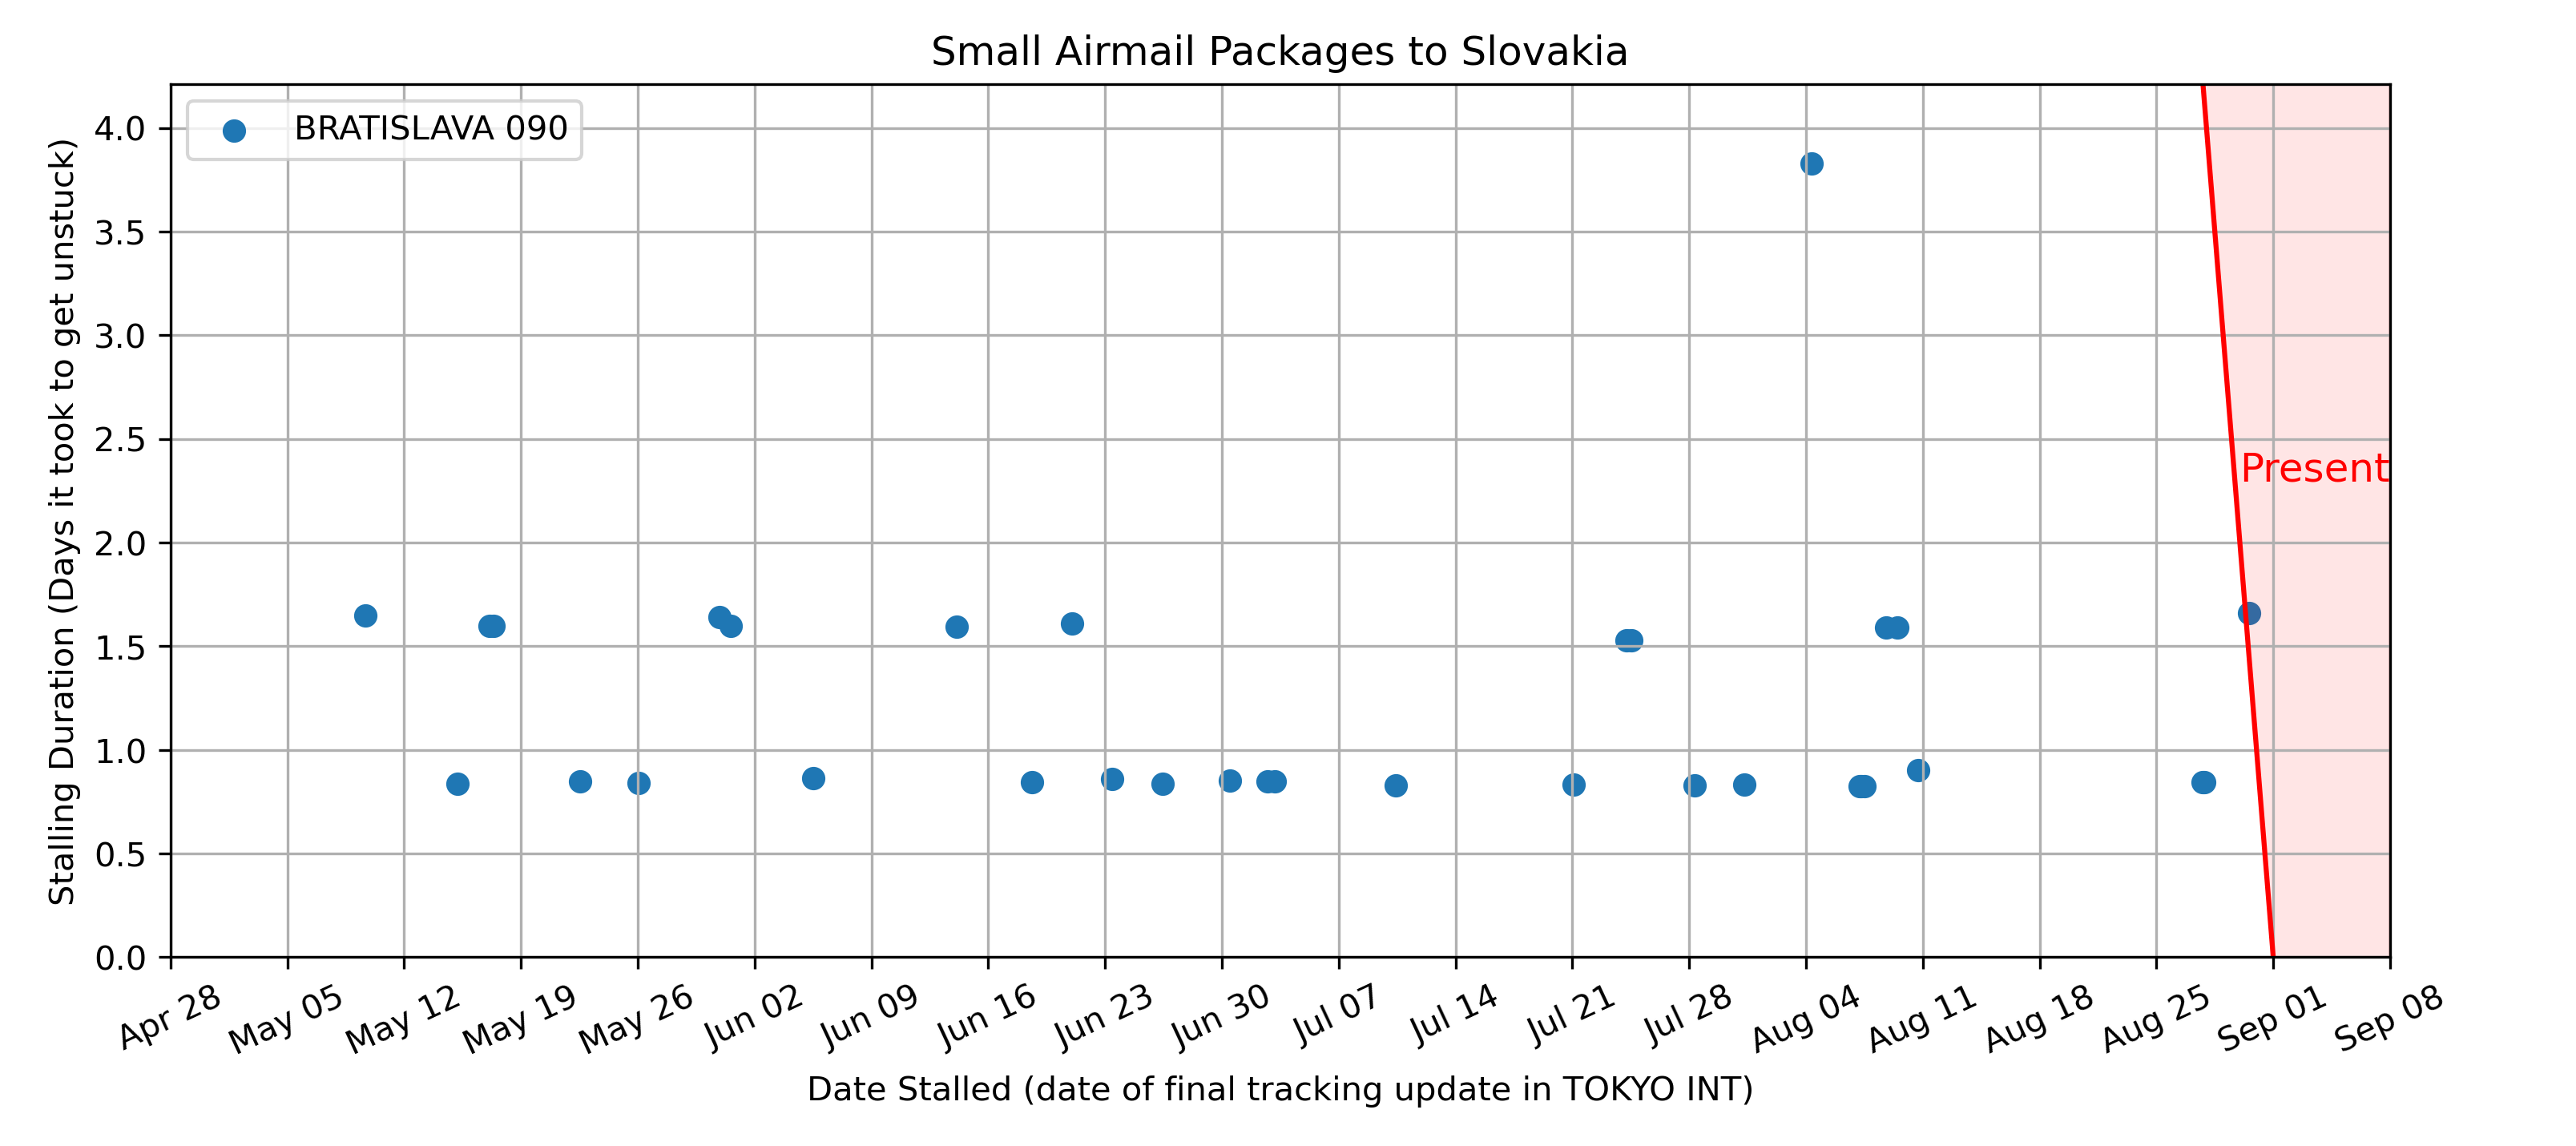 Small Airmail Packages to Slovakia
BRATISLAVA 090
Stalling Duration (Days it took to get unstuck)
4.0
3.5
3.0
2.5
2.0
1.5
1.0
0.5
0.0
Present
Apr 28
May 05
May 12
May 19
May 26
Jun 02
Jun 09
Jun 16
Jun 23
Jun 30
Jul 07
Jul 14
Jul 21
Jul 28
Aug 04
Aug 11
Aug 18
Aug 25
Sep 01
Sep 08
Date Stalled (date of final tracking update in TOKYO INT)